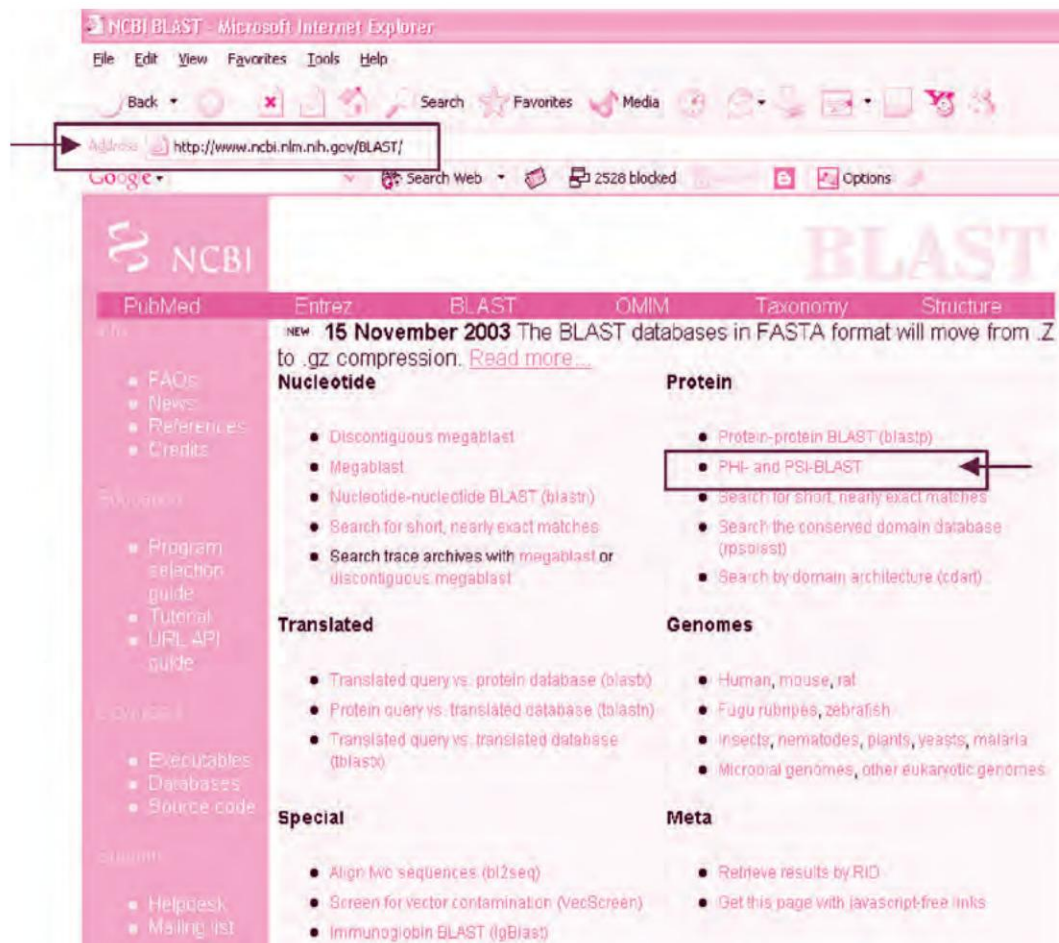 NCBI BLAST - Microsoft Internet Explorer
File Edit View Favorites Tools Help
Back Search Favorites Media
Address http://www.ncbi.nlm.nih.gov/BLAST/
Google Search Web 2528 blocked Options
NCBI
BLAST
PubMed Entrez BLAST OMIM Taxonomy Structure
NEW 15 November 2003 The BLAST databases in FASTA format will move from .Z
to .gz compression. Read more...
Info
FAQs
News
References
Credits
Education
Program
selection
guide
Tutorial
URL API
guide
Download
Executables
Databases
Source code
Support
Helpdesk
Mailing list
Nucleotide
Discontiguous megablast
Megablast
Nucleotide-nucleotide BLAST (blastn)
Search for short, nearly exact matches
Search trace archives with megablast or
discontiguous megablast
Protein
Protein-protein BLAST (blastp)
PHI- and PSI-BLAST
Search for short, nearly exact matches
Search the conserved domain database
(rpsblast)
Search by domain architecture (cdart)
Translated
Translated query vs. protein database (blastx)
Protein query vs. translated database (tblastn)
Translated query vs. translated database
(tblastx)
Genomes
Human, mouse, rat
Fugu rubripes, zebrafish
Insects, nematodes, plants, yeasts, malaria
Microbial genomes, other eukaryotic genomes
Special
Align two sequences (bl2seq)
Screen for vector contamination (VecScreen)
Immunoglobin BLAST (IgBlast)
Meta
Retrieve results by RID
Get this page with javascript-free links